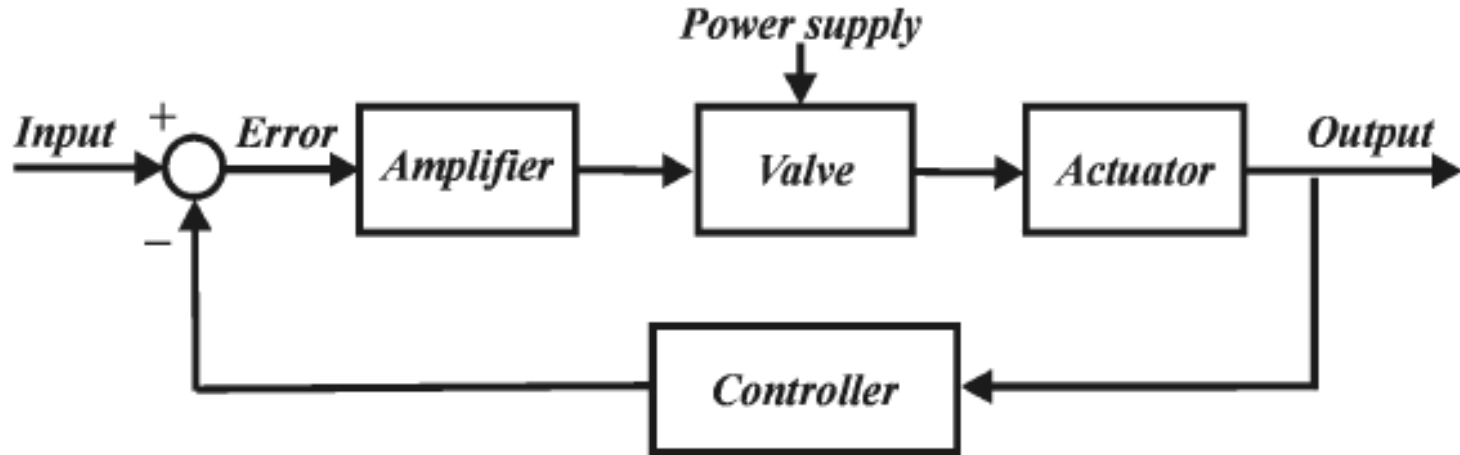 Power supply
+
Input
Error
Amplifier
Valve
Actuator
Output
−
Controller